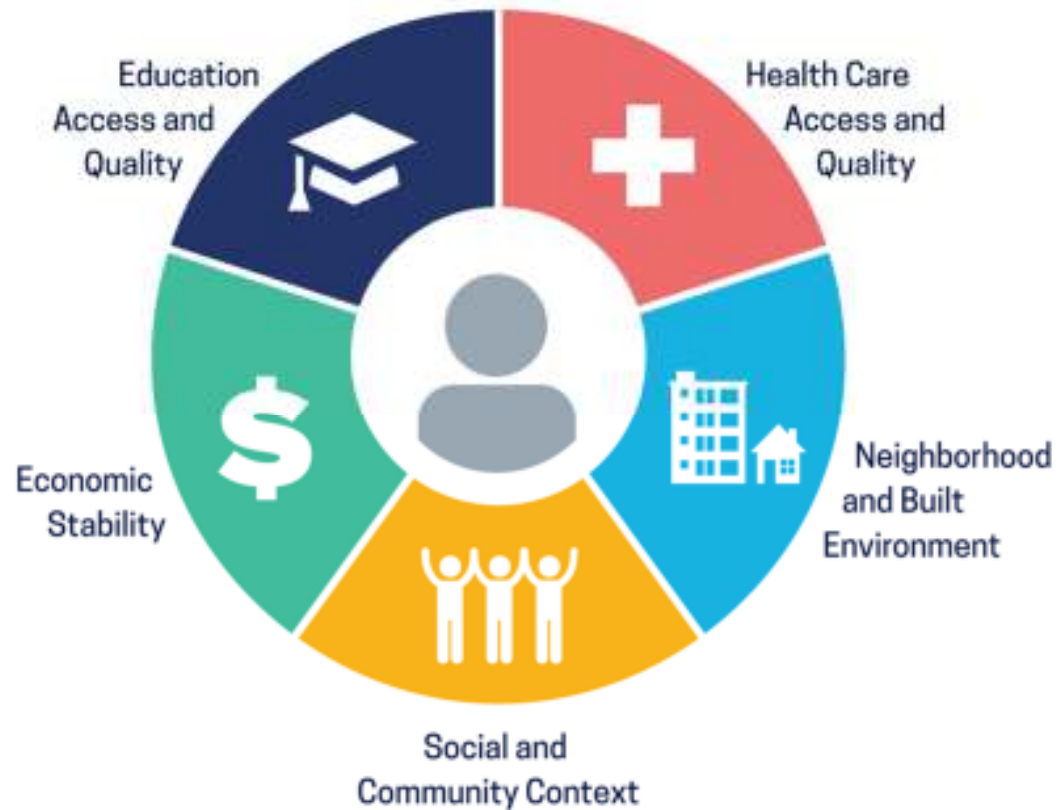 Education
Access and
Quality
Health Care
Access and
Quality
Economic
Stability
Neighborhood
and Built
Environment
Social and
Community Context